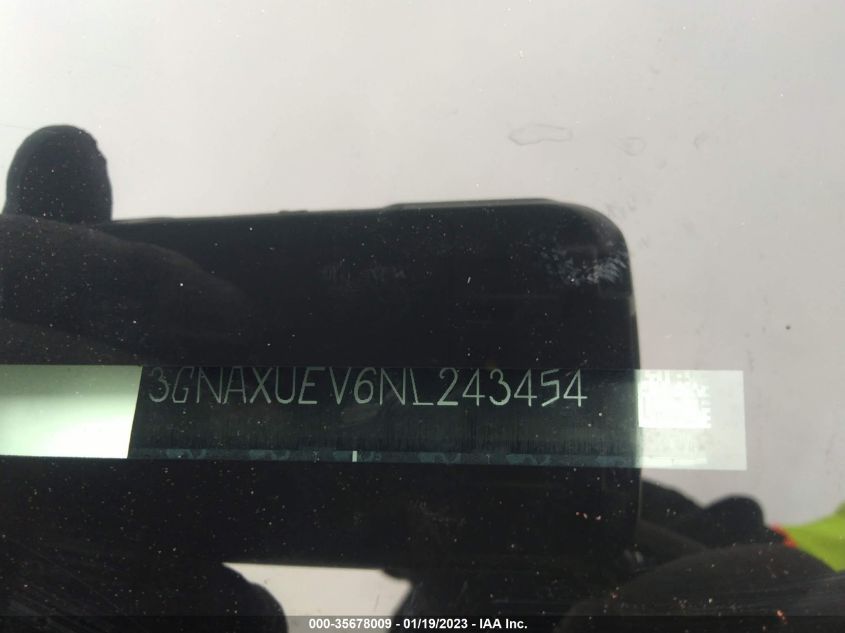 3GNAXUEV6NL243454
000-35678009 - 01/19/2023 - IAA Inc.